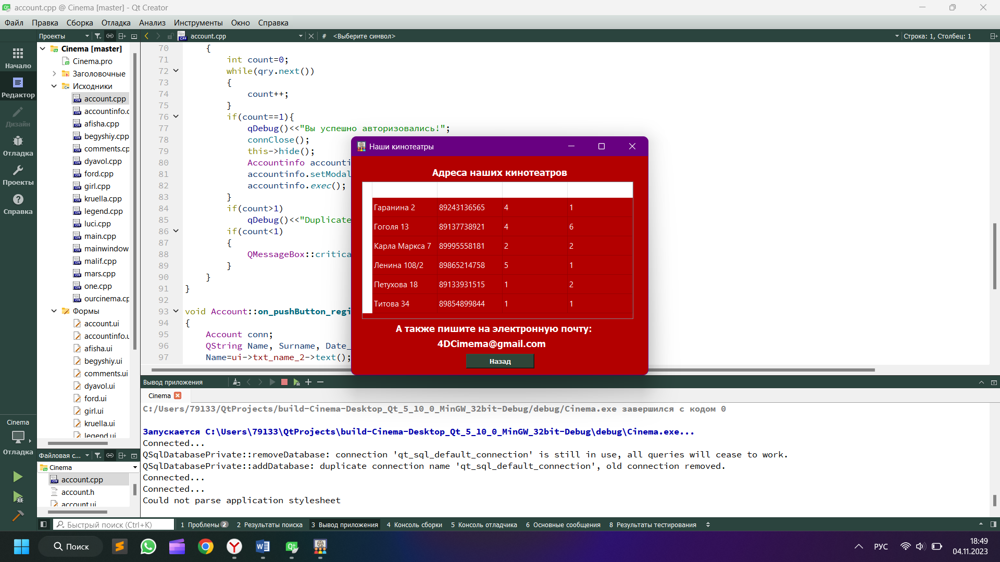 account.cpp @ Cinema [master] - Qt Creator
Файл Правка Сборка Отладка Анализ Инструменты Окно Справка
Проекты
account.cpp
# <Выберите символ>
Строка: 1, Столбец: 1
Начало
Редактор
Дизайн
Отладка
Проекты
Справка
Cinema
Отладка
Cinema [master]
Cinema.pro
Заголовочные
Исходники
account.cpp
accountinfo.c
afisha.cpp
begyshiy.cpp
comments.cp
dyavol.cpp
ford.cpp
girl.cpp
kruella.cpp
legend.cpp
luci.cpp
main.cpp
mainwindow.
malif.cpp
mars.cpp
one.cpp
ourcinema.cp
Формы
account.ui
accountinfo.u
afisha.ui
begyshiy.ui
comments.ui
dyavol.ui
ford.ui
girl.ui
kruella.ui
legend.ui
Файловая с...
Cinema
account.cpp
account.h
account.ui
70 {
71 int count=0;
72 while(qry.next())
73 {
74 count++;
75 }
76 if(count==1){
77 qDebug()<<"Вы успешно авторизовались!";
78 connClose();
79 this->hide();
80 Accountinfo accounti
81 accountinfo.setModal
82 accountinfo.exec();
83 }
84 if(count>1)
85 qDebug()<<"Duplicate
86 if(count<1)
87 {
88 QMessageBox::critica
89 }
90 }
91 }
92
93 void Account::on_pushButton_regi
94 {
95 Account conn;
96 QString Name, Surname, Date_
97 Name=ui->txt_name_2->text();
Наши кинотеатры
Адреса наших кинотеатров
Гаранина 2 89243136565 4 1
Гоголя 13 89137738921 4 6
Карла Маркса 7 89995558181 2 2
Ленина 108/2 89865214758 5 1
Петухова 18 89133931515 1 2
Титова 34 89854899844 1 1
А также пишите на электронную почту:
4DCimema@gmail.com
Назад
Вывод приложения
Cinema
C:/Users/79133/QtProjects/build-Cinema-Desktop_Qt_5_10_0_MinGW_32bit-Debug/debug/Cinema.exe завершился с кодом 0
Запускается C:\Users\79133\QtProjects\build-Cinema-Desktop_Qt_5_10_0_MinGW_32bit-Debug\debug\Cinema.exe...
Connected...
QSqlDatabasePrivate::removeDatabase: connection 'qt_sql_default_connection' is still in use, all queries will cease to work.
QSqlDatabasePrivate::addDatabase: duplicate connection name 'qt_sql_default_connection', old connection removed.
Connected...
Connected...
Could not parse application stylesheet
Быстрый поиск (Ctrl+K)
1 Проблемы 2 2 Результаты поиска 3 Вывод приложения 4 Консоль сборки 5 Консоль отладчика 6 Основные сообщения 8 Результаты тестирования
Поиск
РУС
18:49
04.11.2023